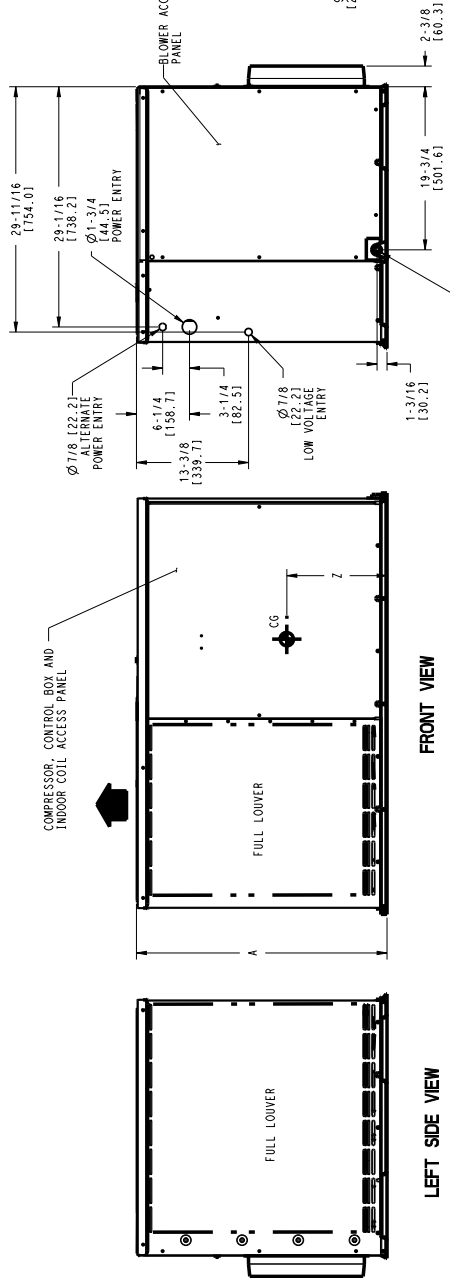 29-11/16
[754.0]
29-1/16
[738.2]
Ø1-3/4
[44.5]
POWER ENTRY
BLOWER ACC
PANEL
Ø7/8 [22.2]
ALTERNATE
POWER ENTRY
6-1/4
[158.7]
3-1/4
[82.5]
13-3/8
[339.7]
Ø7/8
[22.2]
LOW VOLTAGE
ENTRY
1-3/16
[30.2]
19-3/4
[501.6]
2-3/8
[60.3]
COMPRESSOR, CONTROL BOX AND
INDOOR COIL ACCESS PANEL
FULL LOUVER
CG
Z
A
FRONT VIEW
FULL LOUVER
LEFT SIDE VIEW